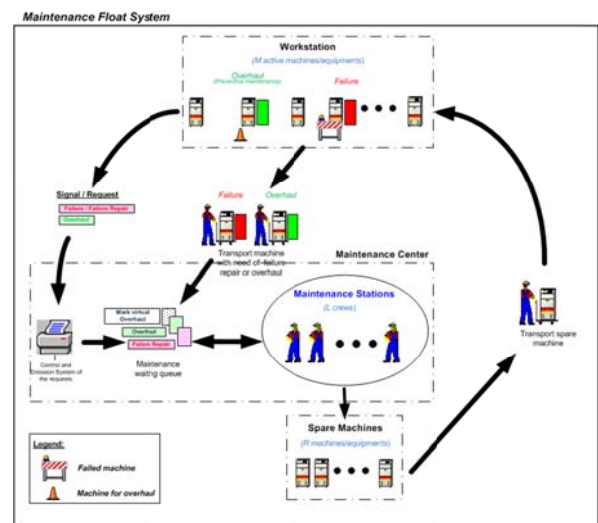 Maintenance Float System
Workstation
(M active machines/equipments)
Overhaul
(Preventive maintenance)
Failure
Signal / Request
Failure / Failure Repair
Overhaul
Failure
Overhaul
Transport machine
with need of failure
repair or overhaul
Maintenance Center
Mark virtual
Overhaul
Overhaul
Failure Repair
Maintenance
waitng queue
Control and
Emission System of
the requests
Maintenance Stations
(L crews)
Transport spare
machine
Spare Machines
(R machines/equipments)
Legend:
Failed machine
Machine for overhaul